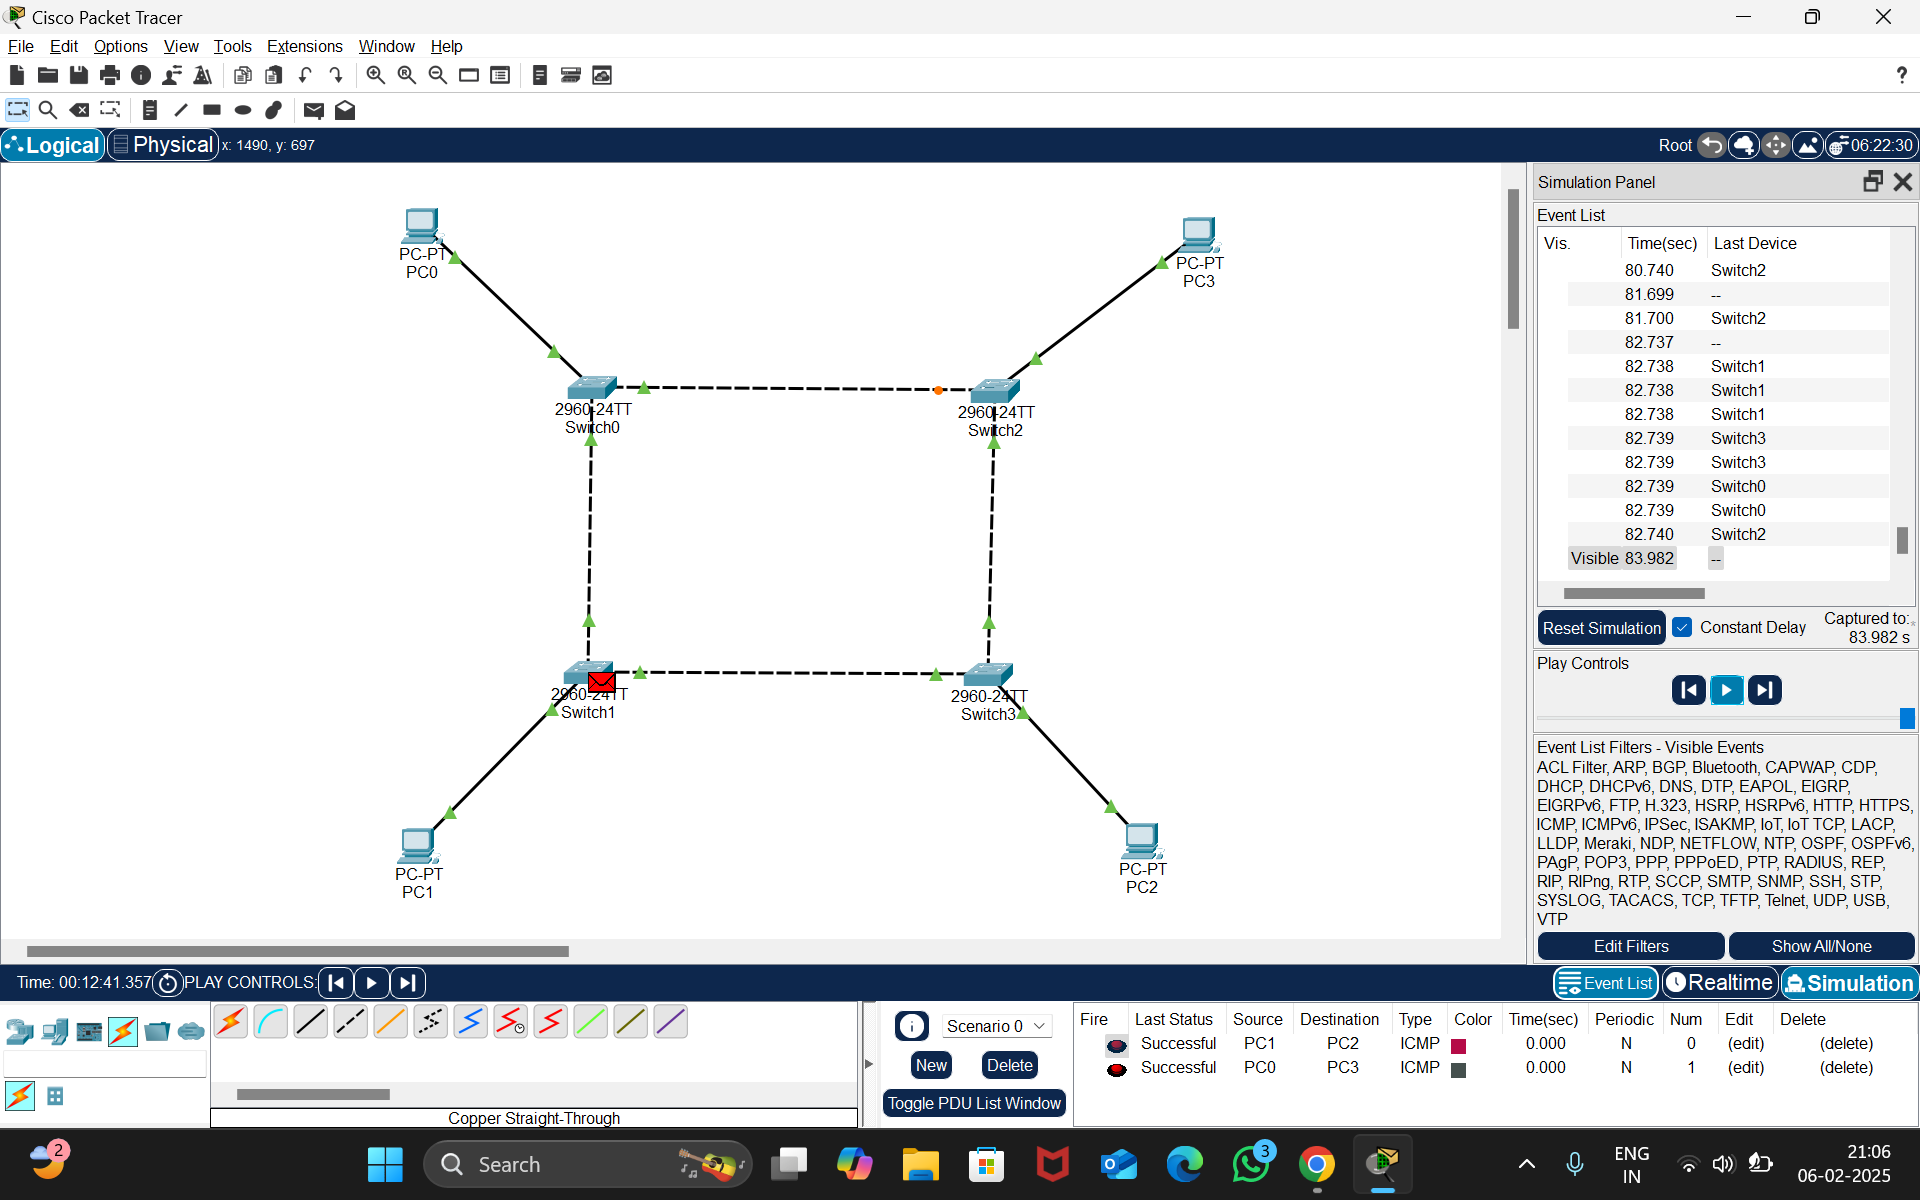 Cisco Packet Tracer
File Edit Options View Tools Extensions Window Help
Logical Physical x: 1490, y: 697 Root 06:22:30
PC-PT
PC0
PC-PT
PC3
2960-24TT
Switch0
2960-24TT
Switch2
2960-24TT
Switch1
2960-24TT
Switch3
PC-PT
PC1
PC-PT
PC2
Simulation Panel
Event List
Vis. Time(sec) Last Device
80.740 Switch2
81.699 --
81.700 Switch2
82.737 --
82.738 Switch1
82.738 Switch1
82.738 Switch1
82.739 Switch3
82.739 Switch3
82.739 Switch0
82.739 Switch0
82.740 Switch2
Visible 83.982 --
Reset Simulation Constant Delay Captured to:*
83.982 s
Play Controls
Event List Filters - Visible Events
ACL Filter, ARP, BGP, Bluetooth, CAPWAP, CDP,
DHCP, DHCPv6, DNS, DTP, EAPOL, EIGRP,
EIGRPv6, FTP, H.323, HSRP, HSRPv6, HTTP, HTTPS,
ICMP, ICMPv6, IPSec, ISAKMP, IoT, IoT TCP, LACP,
LLDP, Meraki, NDP, NETFLOW, NTP, OSPF, OSPFv6,
PAgP, POP3, PPP, PPPoED, PTP, RADIUS, REP,
RIP, RIPng, RTP, SCCP, SMTP, SNMP, SSH, STP,
SYSLOG, TACACS, TCP, TFTP, Telnet, UDP, USB,
VTP
Edit Filters Show All/None
Time: 00:12:41.357 PLAY CONTROLS: Event List Realtime Simulation
Scenario 0
New Delete
Toggle PDU List Window
Copper Straight-Through
Fire Last Status Source Destination Type Color Time(sec) Periodic Num Edit Delete
Successful PC1 PC2 ICMP 0.000 N 0 (edit) (delete)
Successful PC0 PC3 ICMP 0.000 N 1 (edit) (delete)
2
Search
3
ENG
IN
21:06
06-02-2025